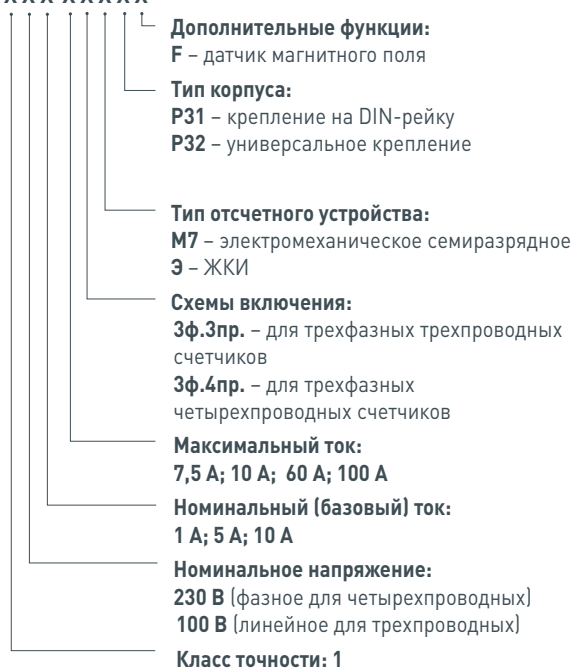 Дополнительные функции:
F – датчик магнитного поля
Тип корпуса:
P31 – крепление на DIN-рейку
P32 – универсальное крепление
Тип отсчетного устройства:
М7 – электромеханическое семиразрядное
Э – ЖКИ
Схемы включения:
3ф.3пр. – для трехфазных трехпроводных
счетчиков
3ф.4пр. – для трехфазных
четырехпроводных счетчиков
Максимальный ток:
7,5 А; 10 А; 60 А; 100 А
Номинальный (базовый) ток:
1 А; 5 А; 10 А
Номинальное напряжение:
230 В (фазное для четырехпроводных)
100 В (линейное для трехпроводных)
Класс точности: 1